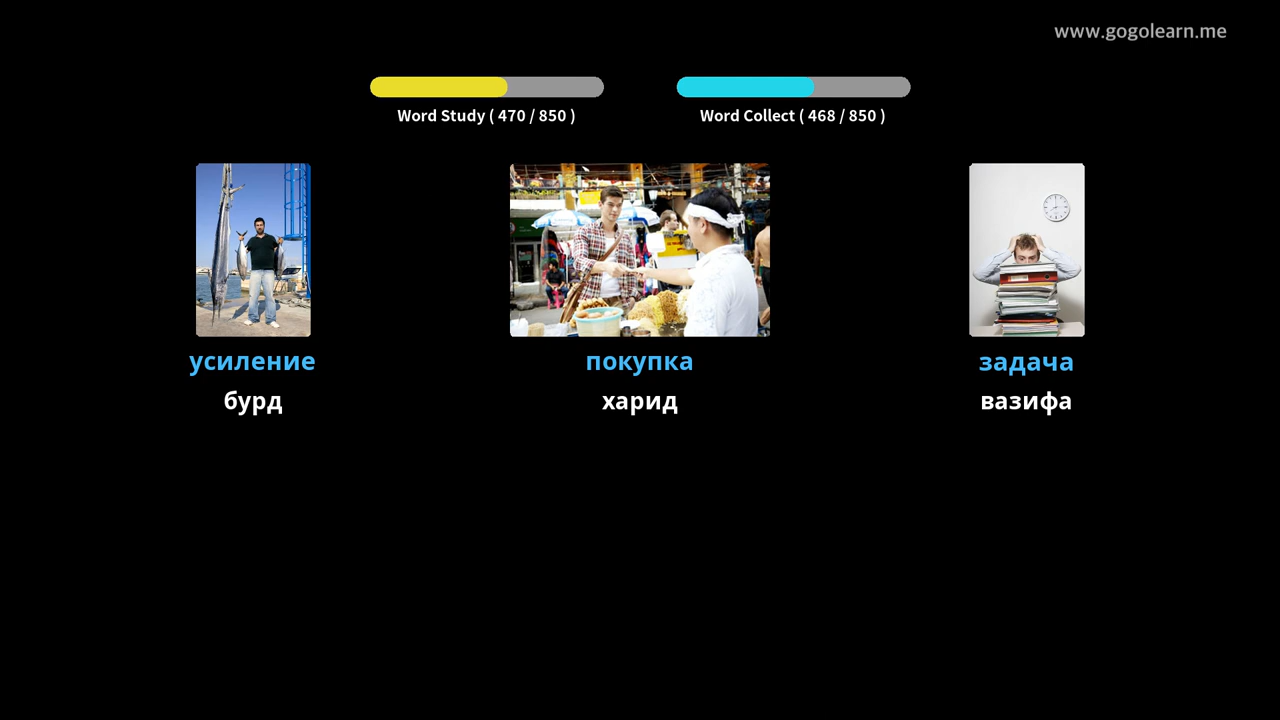 www.gogolearn.me
Word Study ( 470 / 850 )
Word Collect ( 468 / 850 )
усиление
покупка
задача
бурд
харид
вазифа